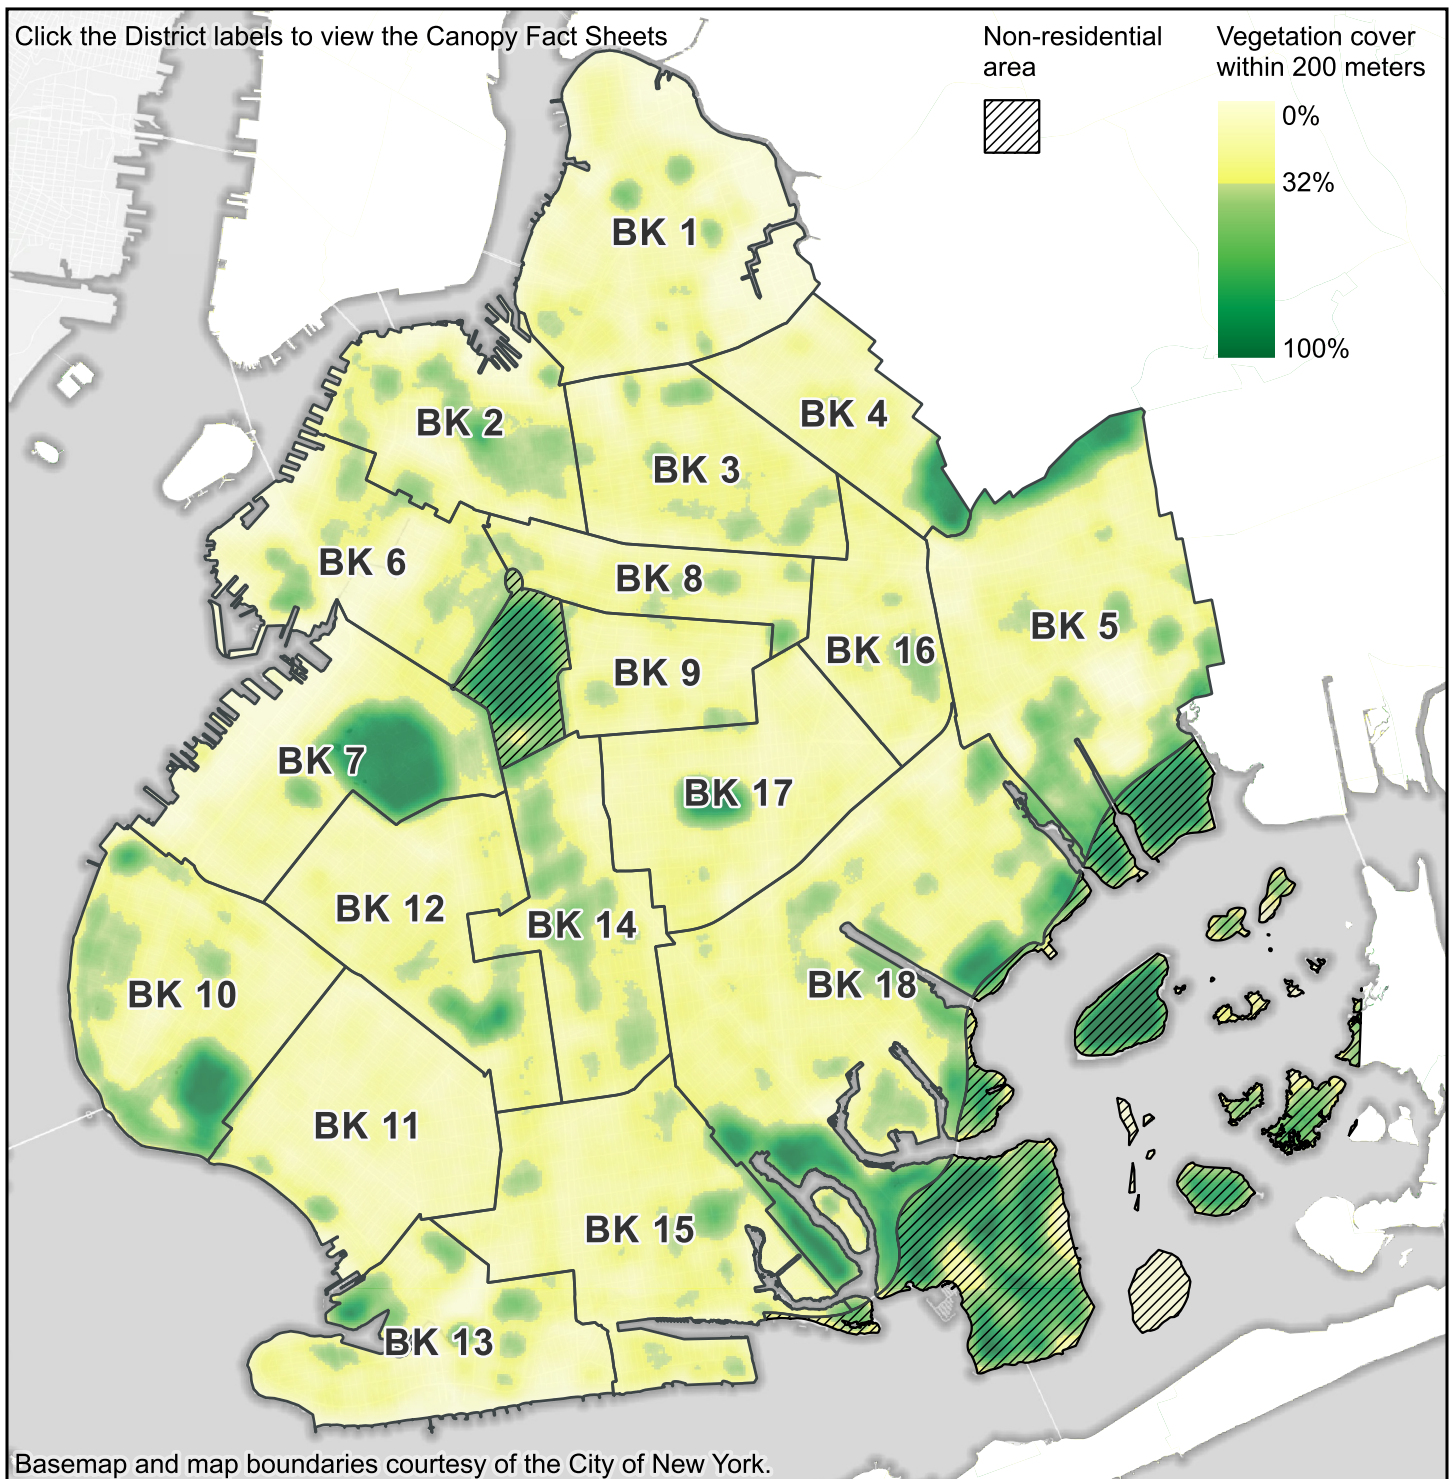 Click the District labels to view the Canopy Fact Sheets
Non-residential
area
Vegetation cover
within 200 meters
0%
32%
100%
BK 1
BK 2
BK 4
BK 3
BK 6
BK 8
BK 5
BK 16
BK 9
BK 7
BK 17
BK 12
BK 14
BK 10
BK 18
BK 11
BK 15
BK 13
Basemap and map boundaries courtesy of the City of New York.